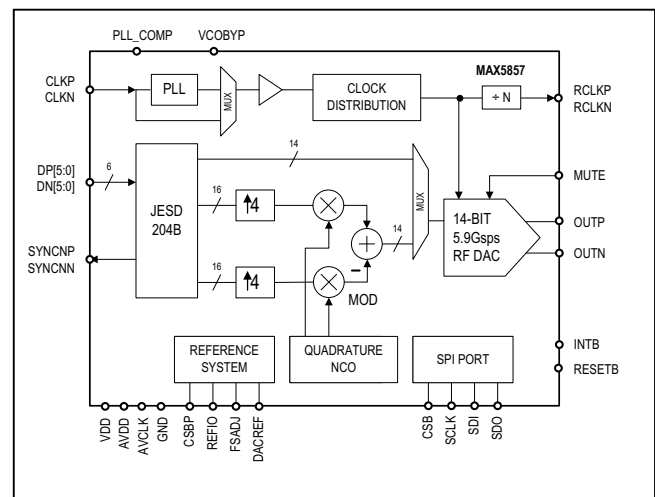 PLL_COMP
VCOBYP
CLKP
CLKN
PLL
MUX
CLOCK
DISTRIBUTION
MAX5857
÷ N
RCLKP
RCLKN
DP[5:0]
DN[5:0]
6
JESD
204B
14
16
4
16
4
MOD
14
MUX
14-BIT
5.9Gsps
RF DAC
MUTE
OUTP
OUTN
SYNCNP
SYNCNN
REFERENCE
SYSTEM
QUADRATURE
NCO
SPI PORT
INTB
RESETB
VDD
AVDD
AVCLK
GND
CSBP
REFIO
FSADJ
DACREF
CSB
SCLK
SDI
SDO